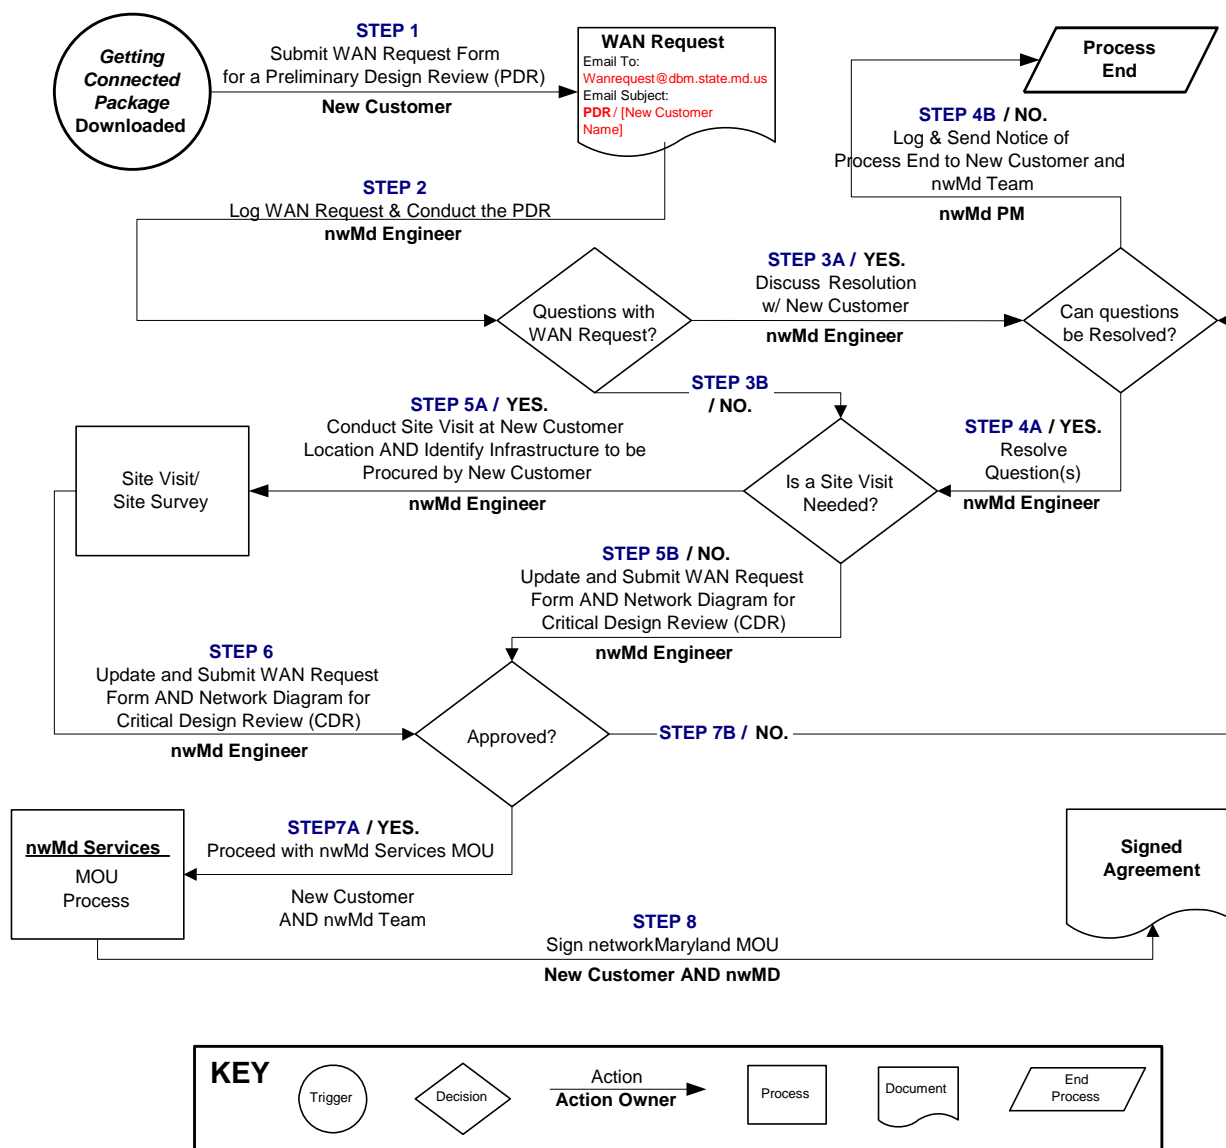 Getting
Connected
Package
Downloaded
STEP 1
Submit WAN Request Form
for a Preliminary Design Review (PDR)
New Customer
WAN Request
Email To:
Wanrequest@dbm.state.md.us
Email Subject:
PDR / [New Customer
Name]
Process
End
STEP 4B / NO.
Log & Send Notice of
Process End to New Customer and
nwMd Team
nwMd PM
STEP 2
Log WAN Request & Conduct the PDR
nwMd Engineer
Questions with
WAN Request?
STEP 3A / YES.
Discuss Resolution
w/ New Customer
nwMd Engineer
Can questions
be Resolved?
STEP 3B
/ NO.
STEP 4A / YES.
Resolve
Question(s)
nwMd Engineer
Is a Site Visit
Needed?
STEP 5A / YES.
Conduct Site Visit at New Customer
Location AND Identify Infrastructure to be
Procured by New Customer
nwMd Engineer
Site Visit/
Site Survey
STEP 5B / NO.
Update and Submit WAN Request
Form AND Network Diagram for
Critical Design Review (CDR)
nwMd Engineer
STEP 6
Update and Submit WAN Request
Form AND Network Diagram for
Critical Design Review (CDR)
nwMd Engineer
Approved?
STEP 7B / NO.
STEP7A / YES.
Proceed with nwMd Services MOU
New Customer
AND nwMd Team
nwMd Services
MOU
Process
STEP 8
Sign networkMaryland MOU
New Customer AND nwMD
Signed
Agreement
KEY
Trigger
Decision
Action
Action Owner
Process
Document
End
Process